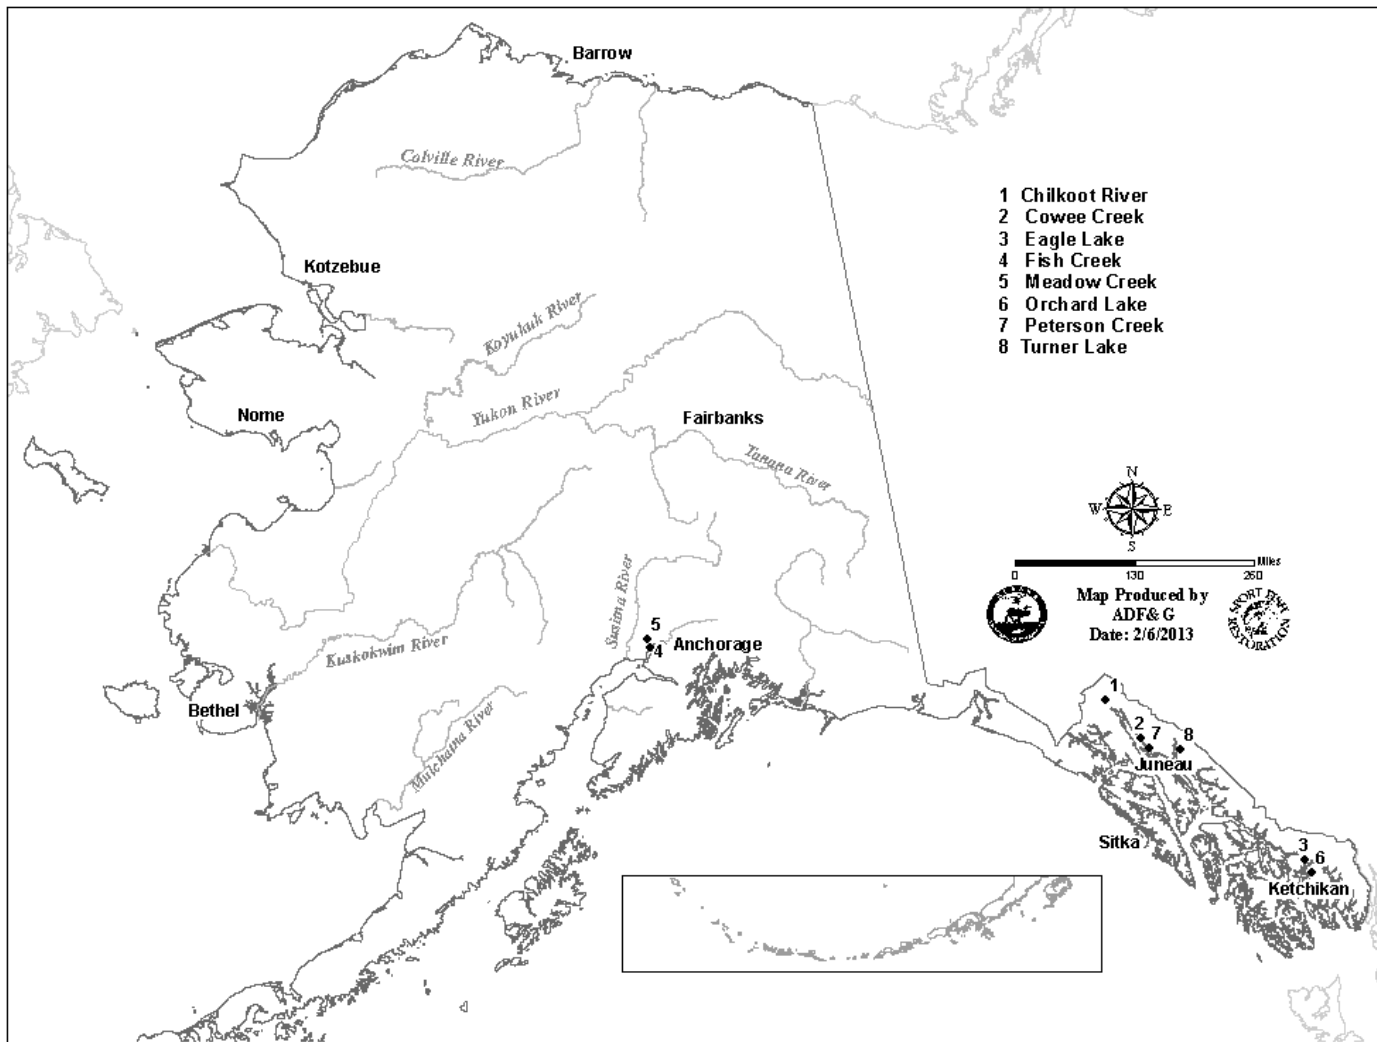 Barrow
Colville River
1 Chilkoot River
2 Cowee Creek
3 Eagle Lake
4 Fish Creek
5 Meadow Creek
6 Orchard Lake
7 Peterson Creek
8 Turner Lake
Kotzebue
Koyukuk River
Yukon River
Nome
Fairbanks
Tanana River
N
W E
S
Miles
0 130 260
Map Produced by
ADF& G
Date: 2/6/2013
SPORT FISH
RESTORATION
Susitna River
5
4
Anchorage
Kuskokwim River
Bethel
Mulchatna River
1
2
7
8
Juneau
Sitka
3
6
Ketchikan